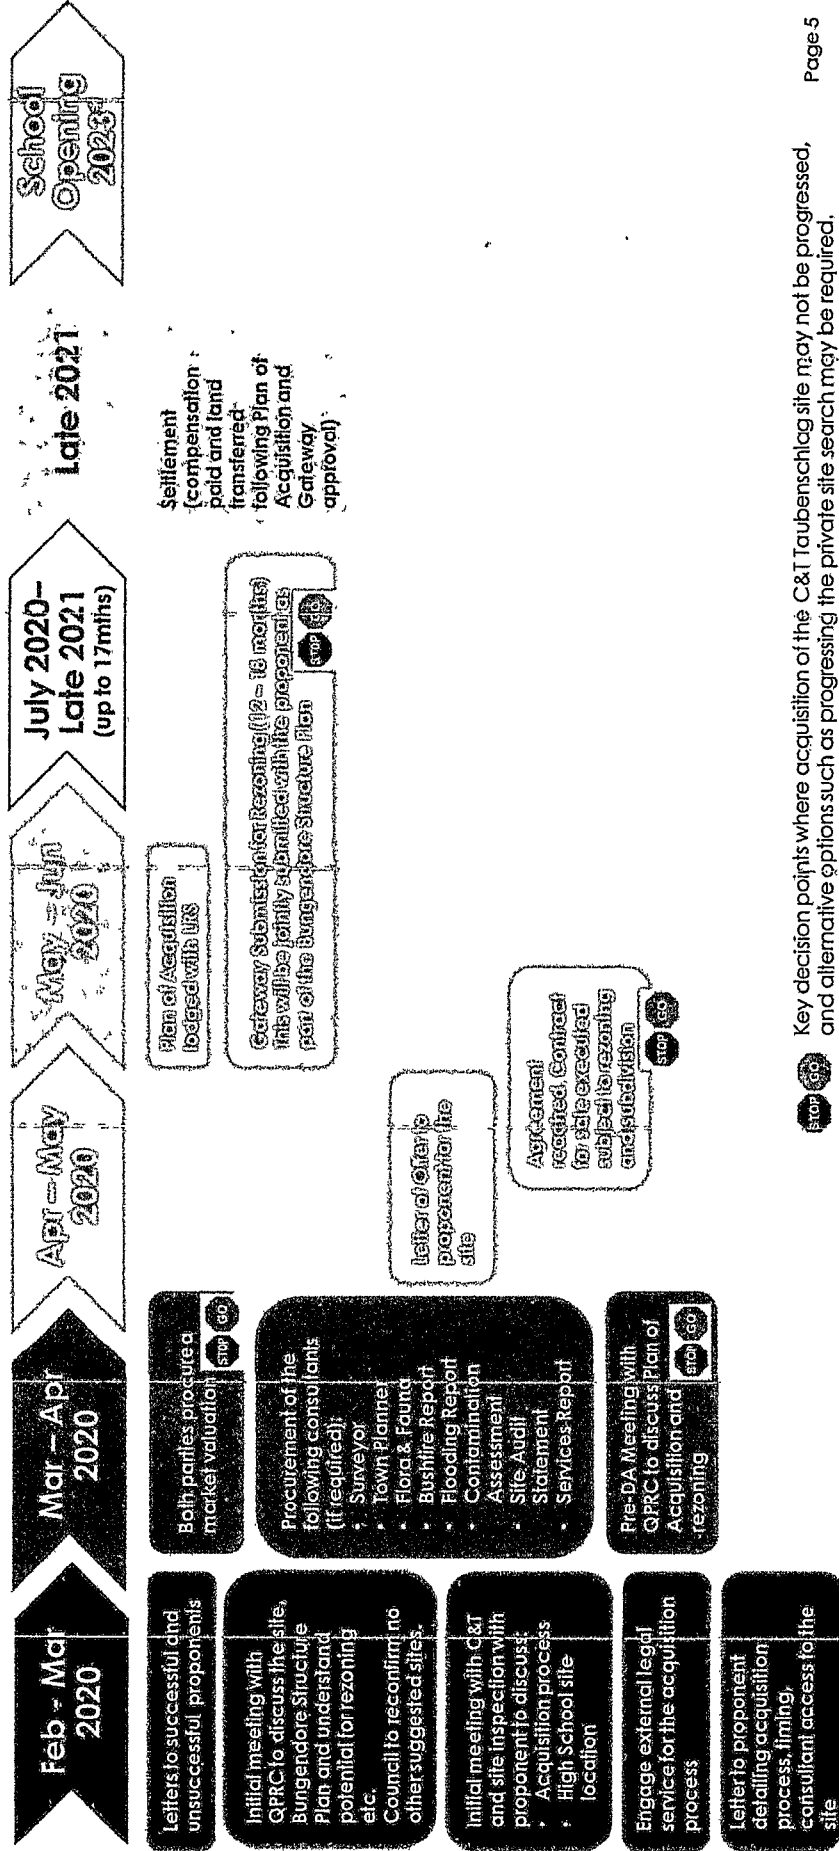 Feb - Mar
2020
Mar – Apr
2020
Apr – May
2020
May – Jun
2020
July 2020–
Late 2021
(up to 17mths)
Late 2021
School
Opening
2023
Letters to successful and
unsuccessful proponents
Initial meeting with
QPRC to discuss the site,
Bungendore Structure
Plan and understand
potential for rezoning
etc.
Council to reconfirm no
other suggested sites.
Initial meeting with C&T
and site inspection with
proponent to discuss:
• Acquisition process
• High School site
location
Engage external legal
service for the acquisition
process
Letter to proponent
detailing acquisition
process, timing,
consultant access to the
site
Both parties procured
market valuation
STOP GO
Procurement of the
following consultants
(if required)
• Surveyor
• Town Planner
• Flora & Fauna
• Bushfire Report
• Flooding Report
• Contamination
Assessment
• Site Audit
Statement
• Services Report
Pre-DA Meeting with
QPRC to discuss Plan of
Acquisition and
rezoning
STOP GO
Letter of Offer to
proponent for the
site
Agreement
reached. Contract
for sale executed
subject to rezoning
and subdivision
STOP GO
Plan of Acquisition
lodged with LRS
Gateway Submission for Rezoning (12 – 18 months)
This will be jointly submitted with the proponent as
part of the Bungendore Structure Plan
STOP GO
Settlement
(compensation
paid and land
transferred
following Plan of
Acquisition and
Gateway
approval)
STOP GO
Key decision points where acquisition of the C&T Taubenschlag site may not be progressed,
and alternative options such as progressing the private site search may be required.
Page 5